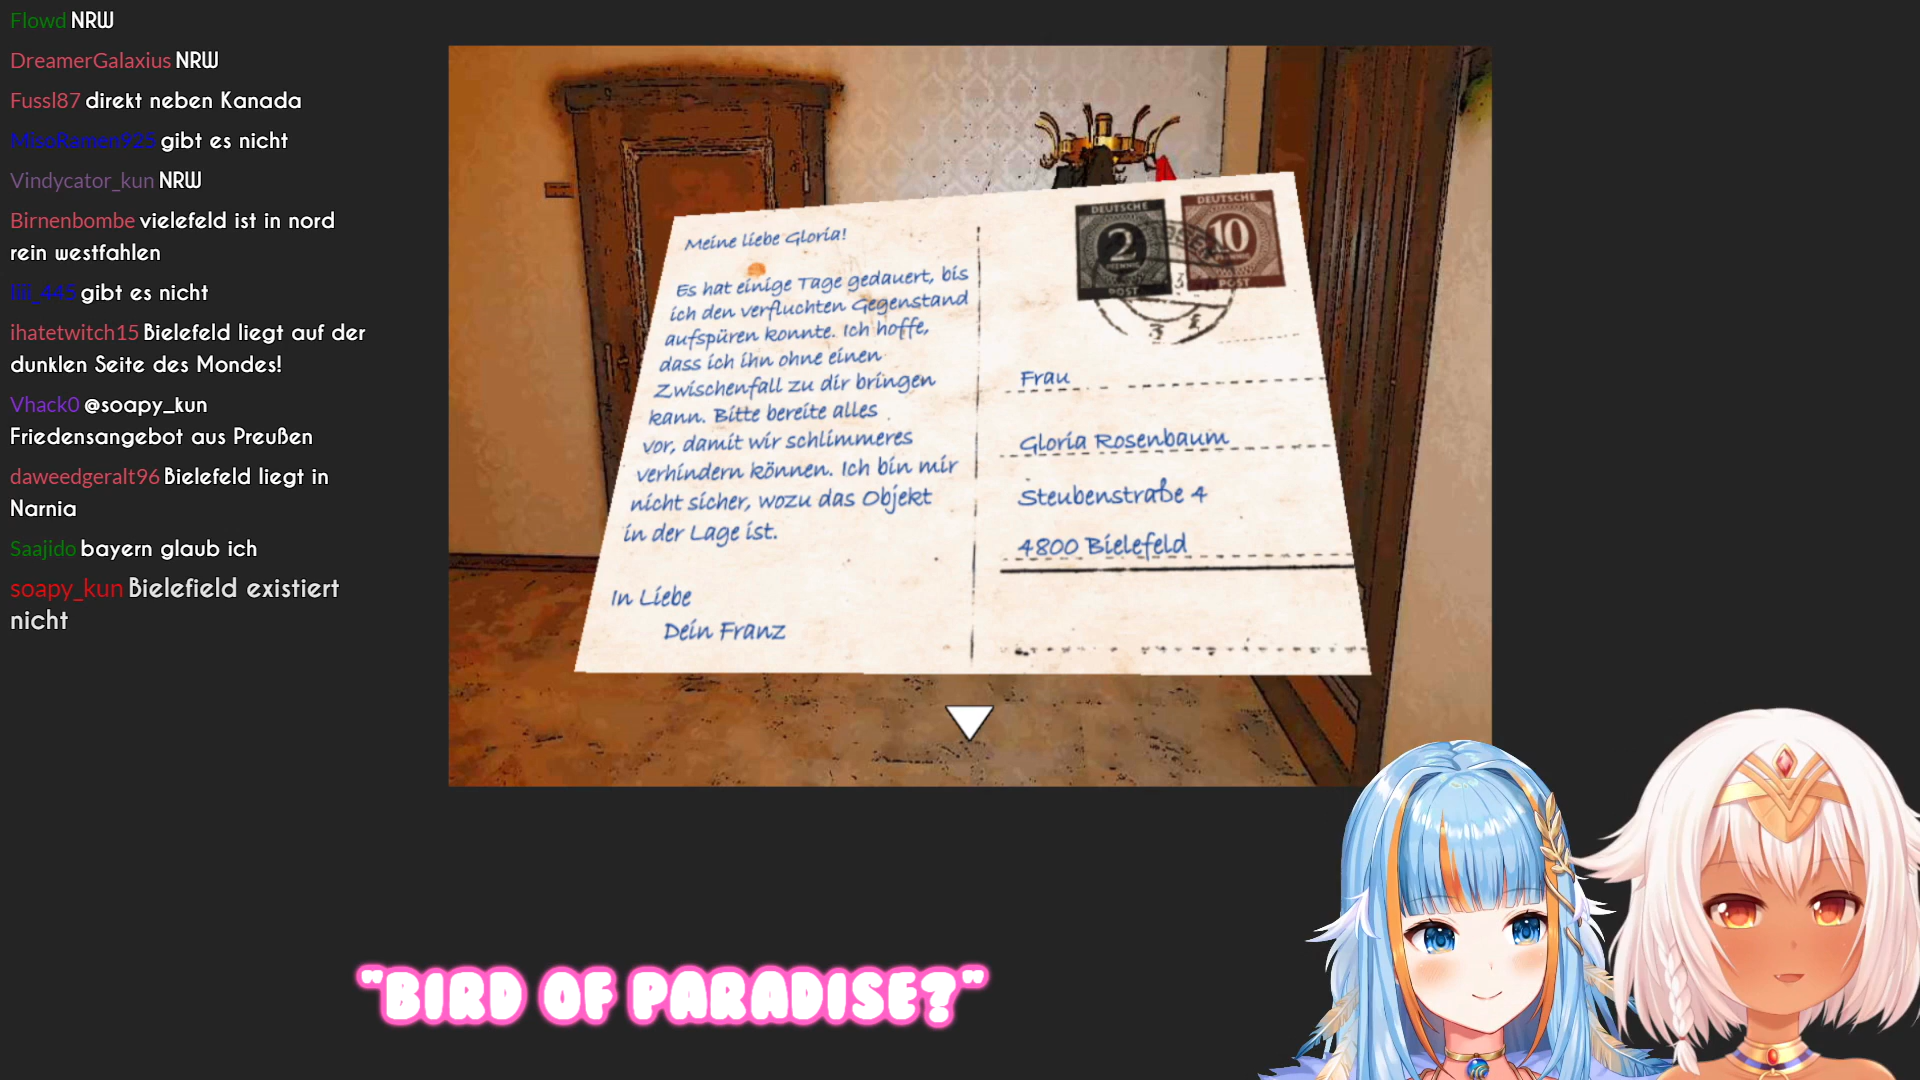 Flowd NRW
DreamerGalaxius NRW
Fussl87 direkt neben Kanada
MisoRamen925 gibt es nicht
Vindycator_kun NRW
Birnenbombe vielefeld ist in nord
rein westfahlen
gibt es nicht
ihatetwitch15 Bielefeld liegt auf der
dunklen Seite des Mondes!
Vhack0 @soapy_kun
Friedensangebot aus Preußen
daweedgeralt96 Bielefeld liegt in
Narnia
Saajido bayern glaub ich
soapy_kun Bielefield existiert
nicht
Meine liebe Gloria!
Es hat einige Tage gedauert, bis
ich den verfluchten Gegenstand
aufspüren konnte. Ich hoffe,
dass ich ihn ohne einen
Zwischenfall zu dir bringen
kann. Bitte bereite alles
vor, damit wir schlimmeres
verhindern können. Ich bin mir
nicht sicher, wozu das Objekt
in der Lage ist.
In Liebe
Dein Franz
DEUTSCHE
2
PFENNIG
POST
DEUTSCHE
10
POST
Frau
Gloria Rosenbaum
Steubenstraße 4
4800 Bielefeld
"BIRD OF PARADISE?"